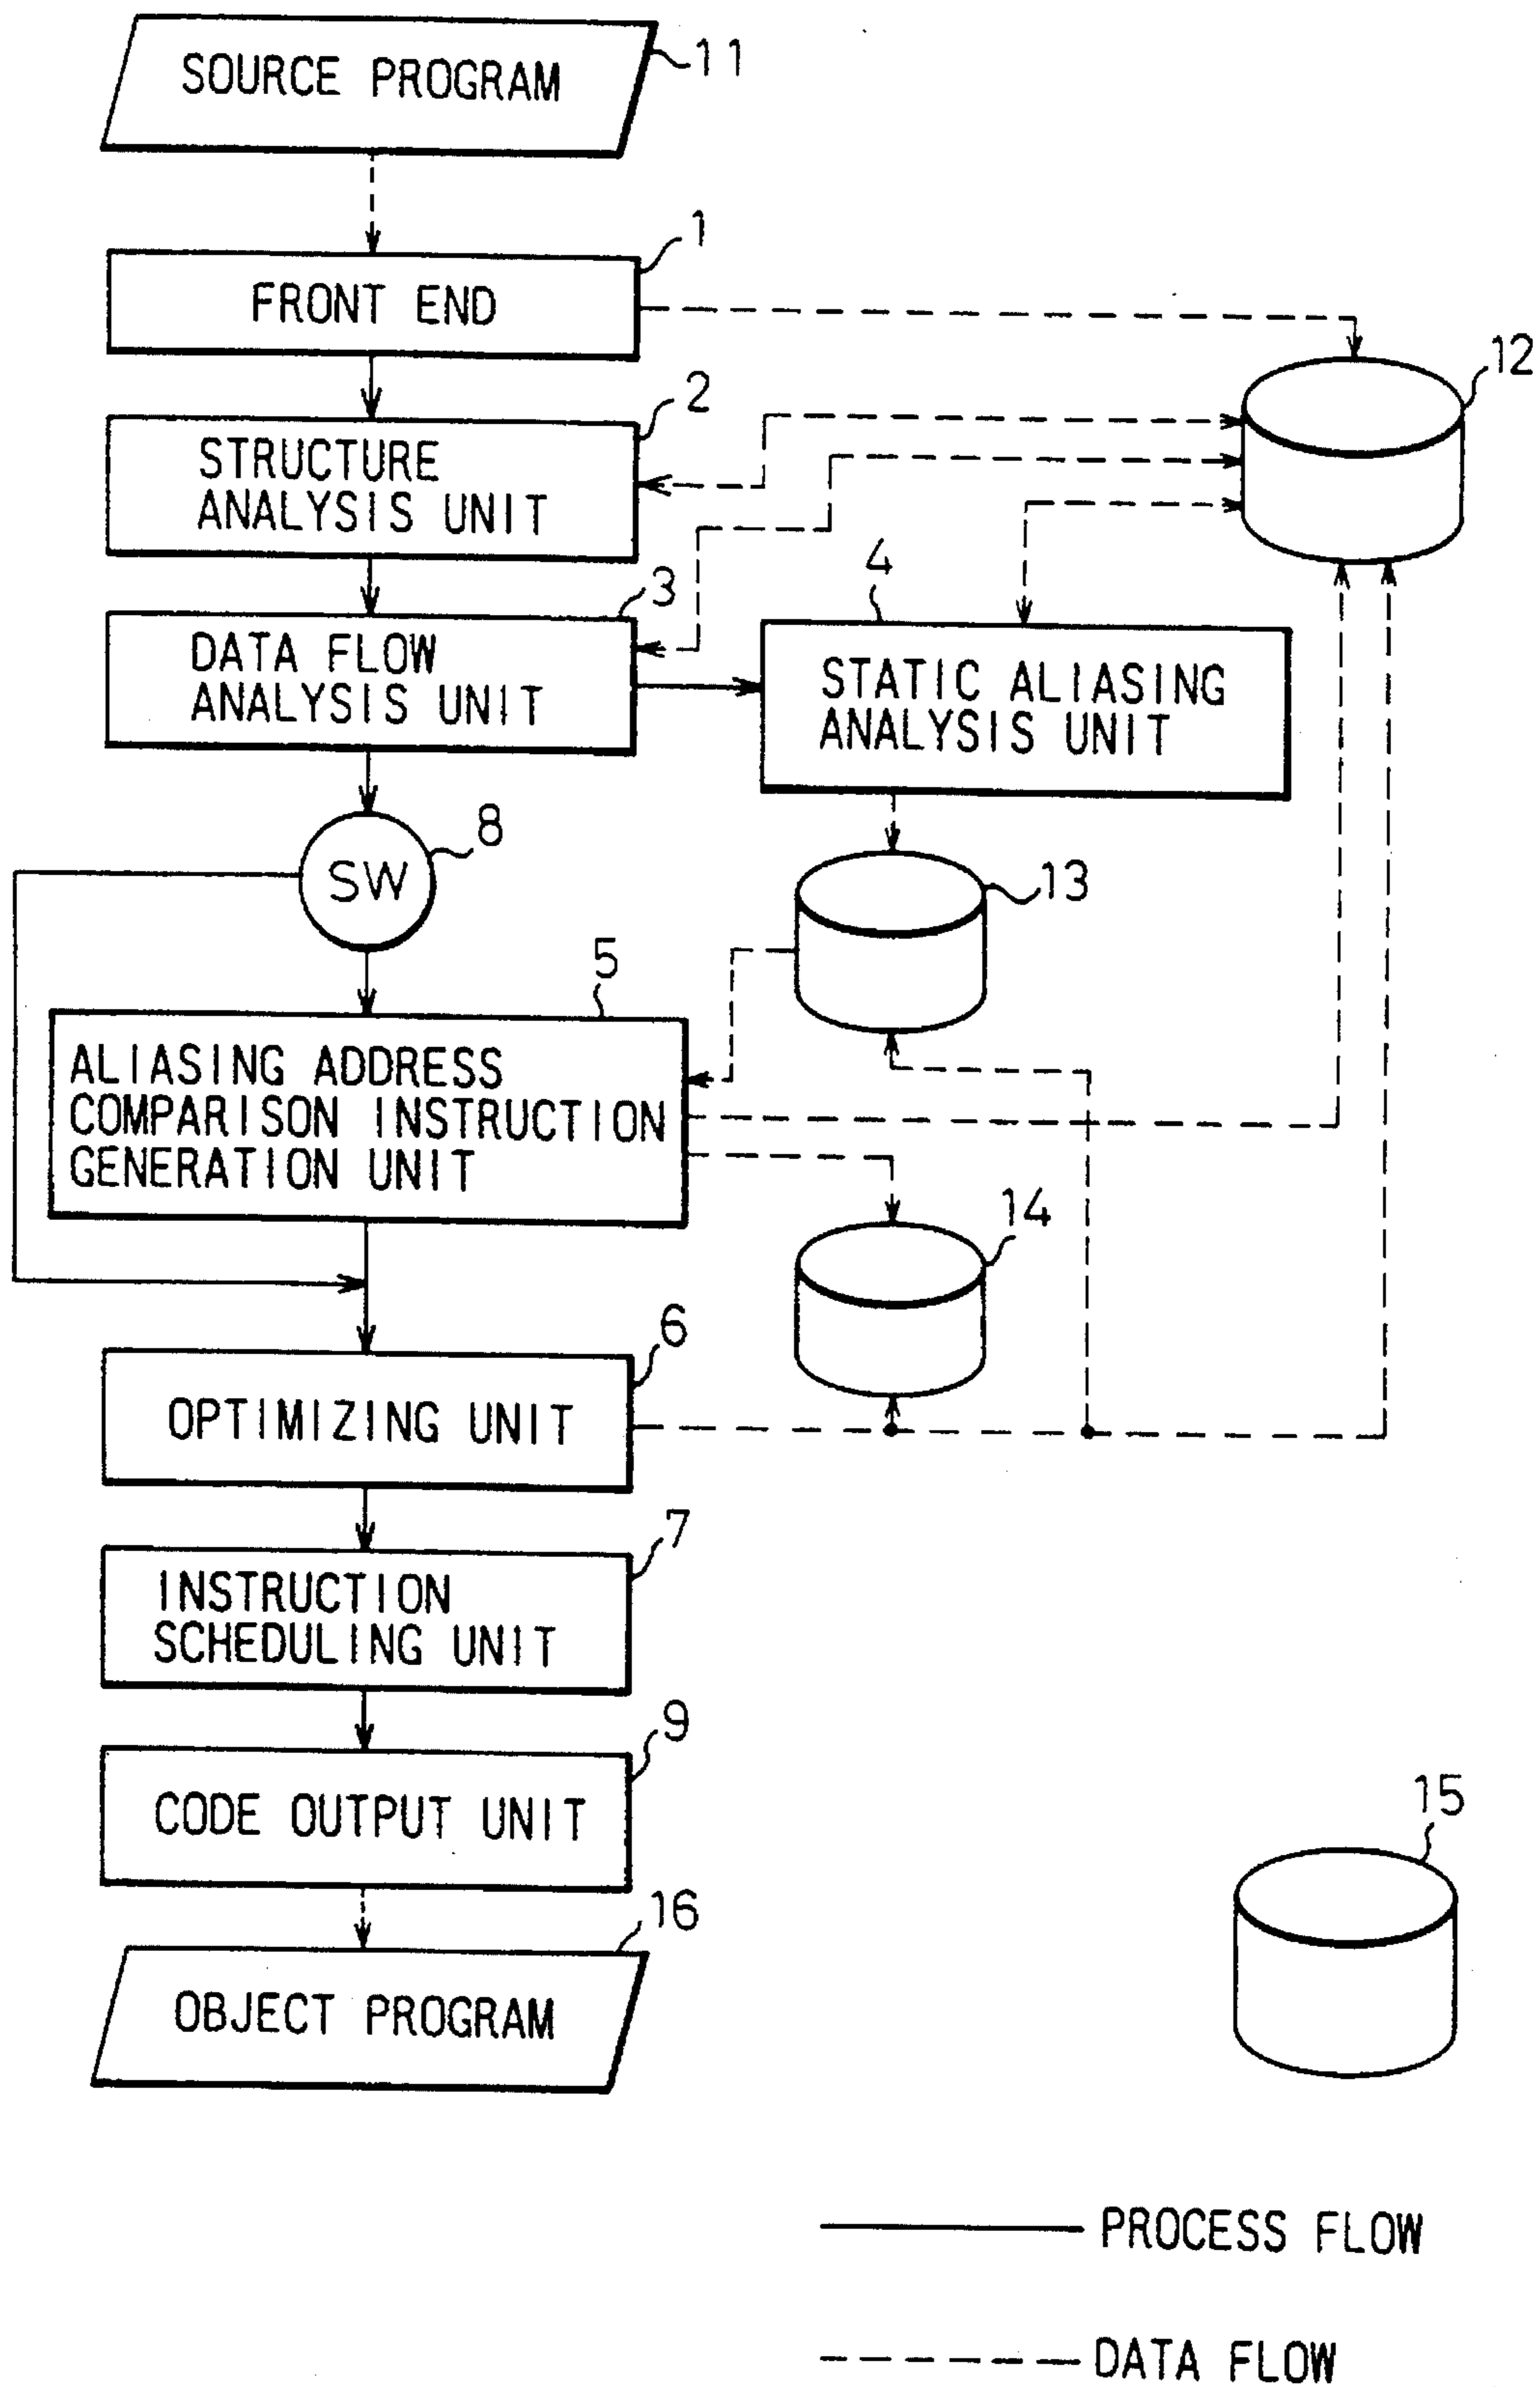 SOURCE PROGRAM
11
1
FRONT END
12
2
STRUCTURE
ANALYSIS UNIT
3
DATA FLOW
ANALYSIS UNIT
4
STATIC ALIASING
ANALYSIS UNIT
8
SW
13
5
ALIASING ADDRESS
COMPARISON INSTRUCTION
GENERATION UNIT
14
6
OPTIMIZING UNIT
7
INSTRUCTION
SCHEDULING UNIT
9
CODE OUTPUT UNIT
15
16
OBJECT PROGRAM
PROCESS FLOW
DATA FLOW